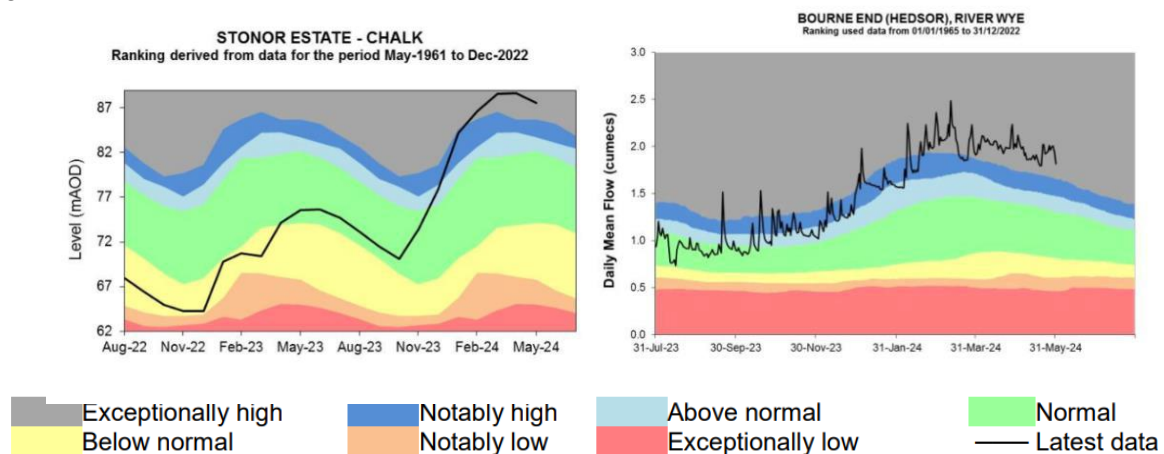 STONOR ESTATE - CHALK
Ranking derived from data for the period May-1961 to Dec-2022
Level (mAOD)
87
82
77
72
67
62
Aug-22 Nov-22 Feb-23 May-23 Aug-23 Nov-23 Feb-24 May-24
BOURNE END (HEDSOR), RIVER WYE
Ranking used data from 01/01/1965 to 31/12/2022
Daily Mean Flow (cumecs)
3.0
2.5
2.0
1.5
1.0
0.5
0.0
31-Jul-23 30-Sep-23 30-Nov-23 31-Jan-24 31-Mar-24 31-May-24
Exceptionally high Notably high Above normal Normal
Below normal Notably low Exceptionally low Latest data